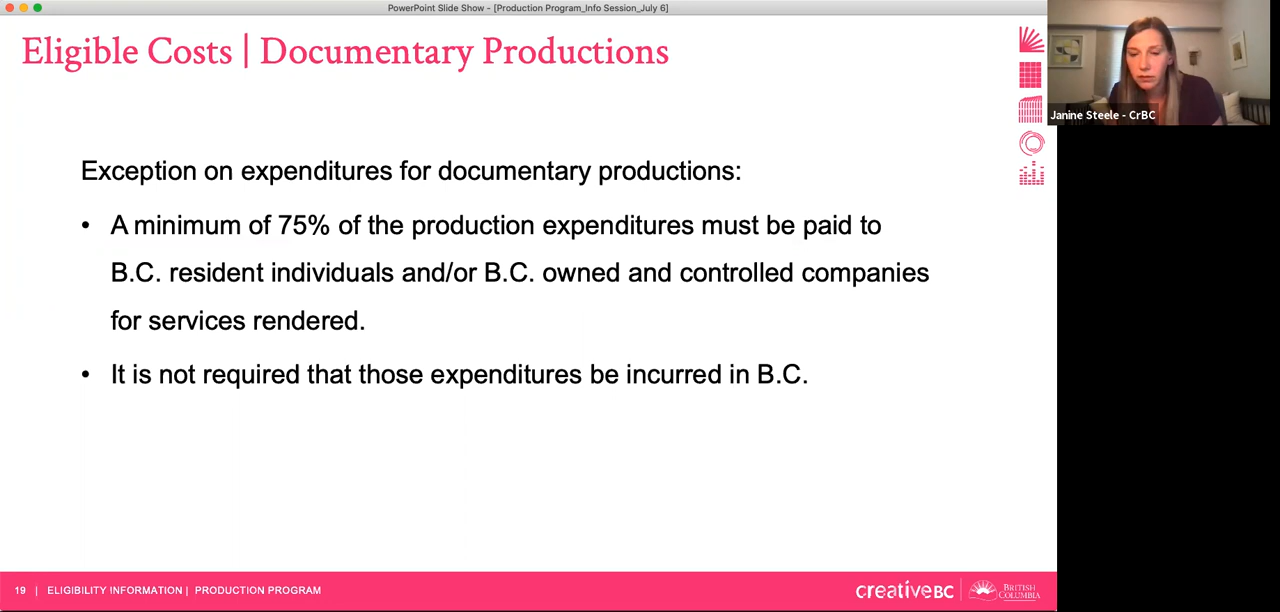 PowerPoint Slide Show - [Production Program_Info Session_July 6]
Eligible Costs | Documentary Productions
Janine Steele - CrBC
Exception on expenditures for documentary productions:
• A minimum of 75% of the production expenditures must be paid to
B.C. resident individuals and/or B.C. owned and controlled companies
for services rendered.
• It is not required that those expenditures be incurred in B.C.
19 | ELIGIBILITY INFORMATION | PRODUCTION PROGRAM
creativeBC
BRITISH
COLUMBIA